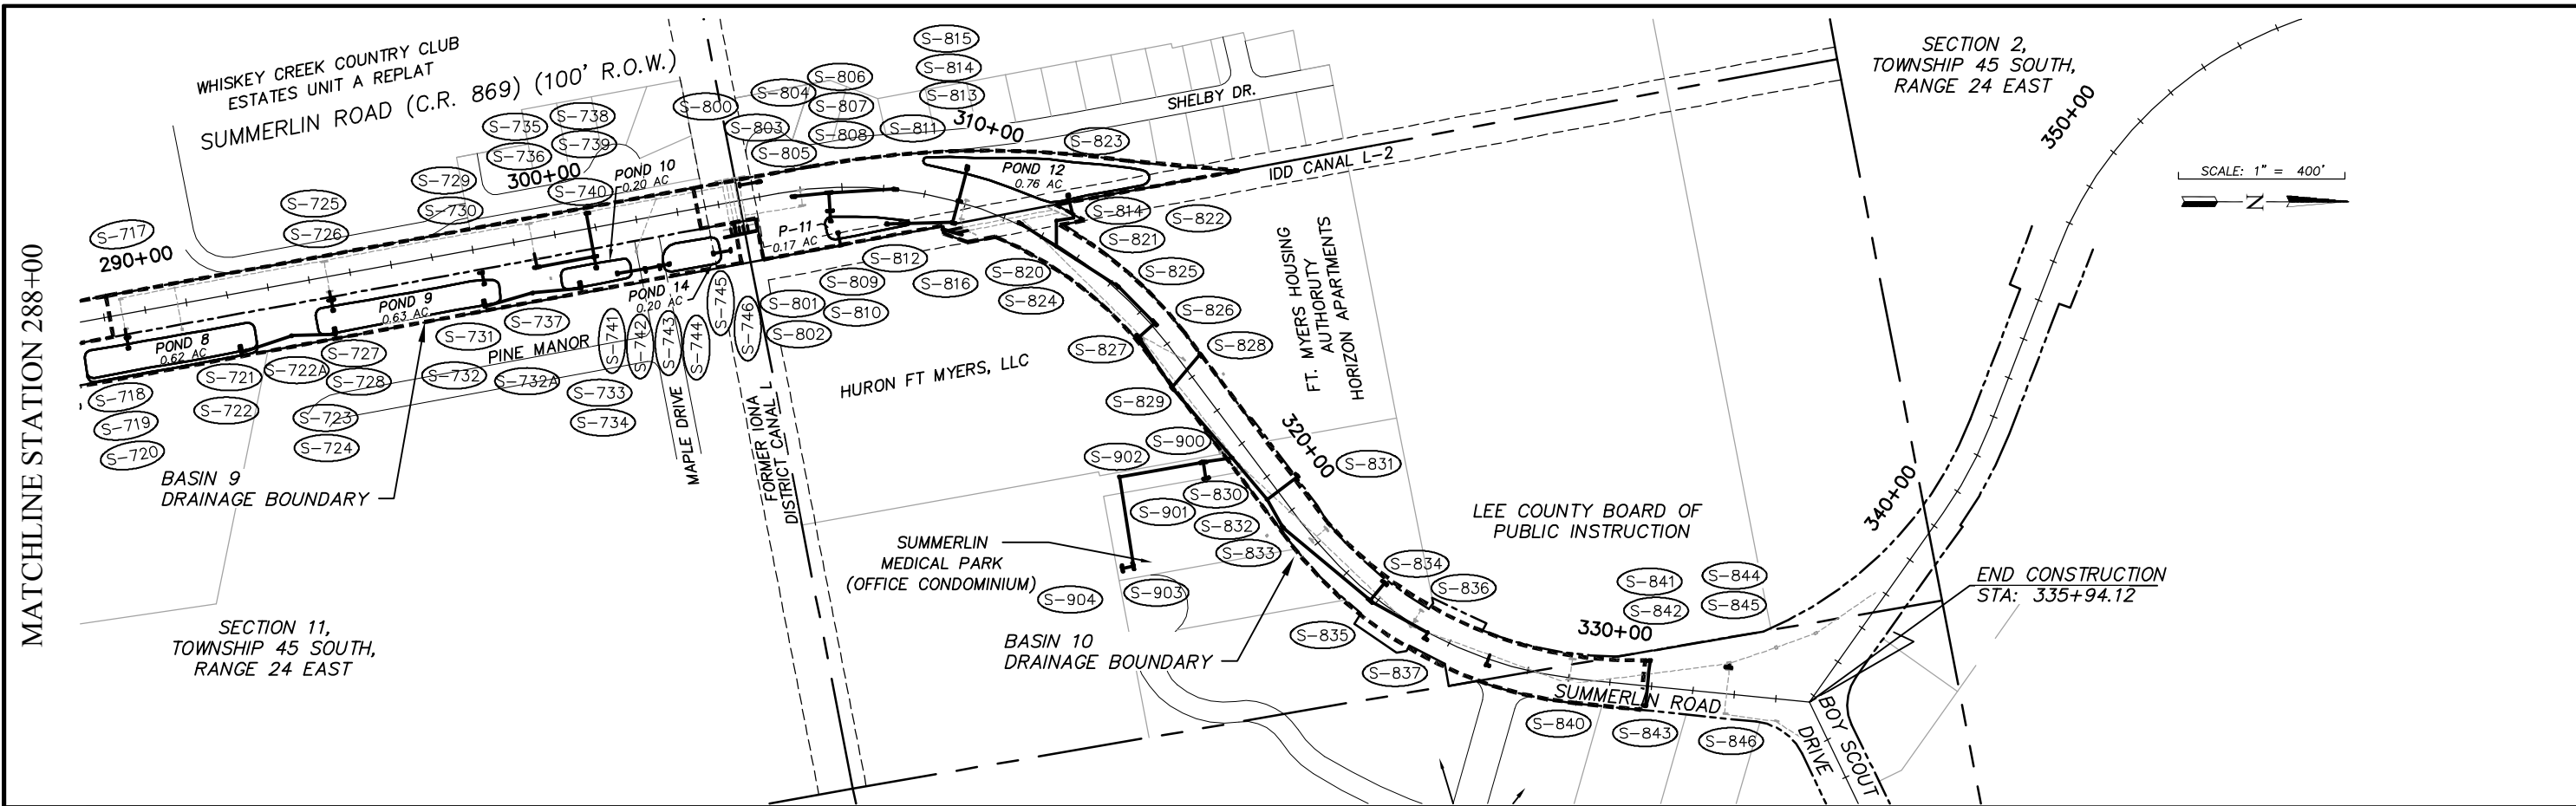 MATCHLINE STATION 288+00
WHISKEY CREEK COUNTRY CLUB
ESTATES UNIT A REPLAT
SUMMERLIN ROAD (C.R. 869) (100' R.O.W.)
290+00
300+00
310+00
320+00
330+00
340+00
350+00
S-717
S-725
S-726
S-729
S-730
S-735
S-736
S-738
S-739
S-740
S-800
S-803
S-804
S-805
S-806
S-807
S-808
S-811
S-815
S-814
S-813
S-823
POND 8
0.62 AC
POND 9
0.63 AC
POND 10
0.20 AC
POND 14
0.20 AC
P-11
0.17 AC
POND 12
0.76 AC
SHELBY DR.
IDD CANAL L-2
S-718
S-719
S-720
S-721
S-722
S-722A
S-723
S-724
S-727
S-728
S-731
S-732
S-732A
S-733
S-734
S-737
PINE MANOR
S-741
S-742
S-743
S-744
S-745
S-746
MAPLE DRIVE
FORMER IONA
DISTRICT CANAL L
S-801
S-802
S-809
S-810
S-812
S-816
S-820
S-824
S-814
S-822
S-821
S-825
S-826
S-828
S-827
S-829
HURON FT MYERS, LLC
FT. MYERS HOUSING
AUTHORUTY
HORIZON APARTMENTS
S-831
S-900
S-902
S-830
S-901
S-832
S-833
S-903
S-904
S-834
S-836
S-835
S-837
S-841
S-842
S-844
S-845
S-840
S-843
S-846
BASIN 9
DRAINAGE BOUNDARY
SECTION 11,
TOWNSHIP 45 SOUTH,
RANGE 24 EAST
SUMMERLIN
MEDICAL PARK
(OFFICE CONDOMINIUM)
BASIN 10
DRAINAGE BOUNDARY
LEE COUNTY BOARD OF
PUBLIC INSTRUCTION
SUMMERLIN ROAD
BOY SCOUT
DRIVE
END CONSTRUCTION
STA: 335+94.12
SECTION 2,
TOWNSHIP 45 SOUTH,
RANGE 24 EAST
SCALE: 1" = 400'
N